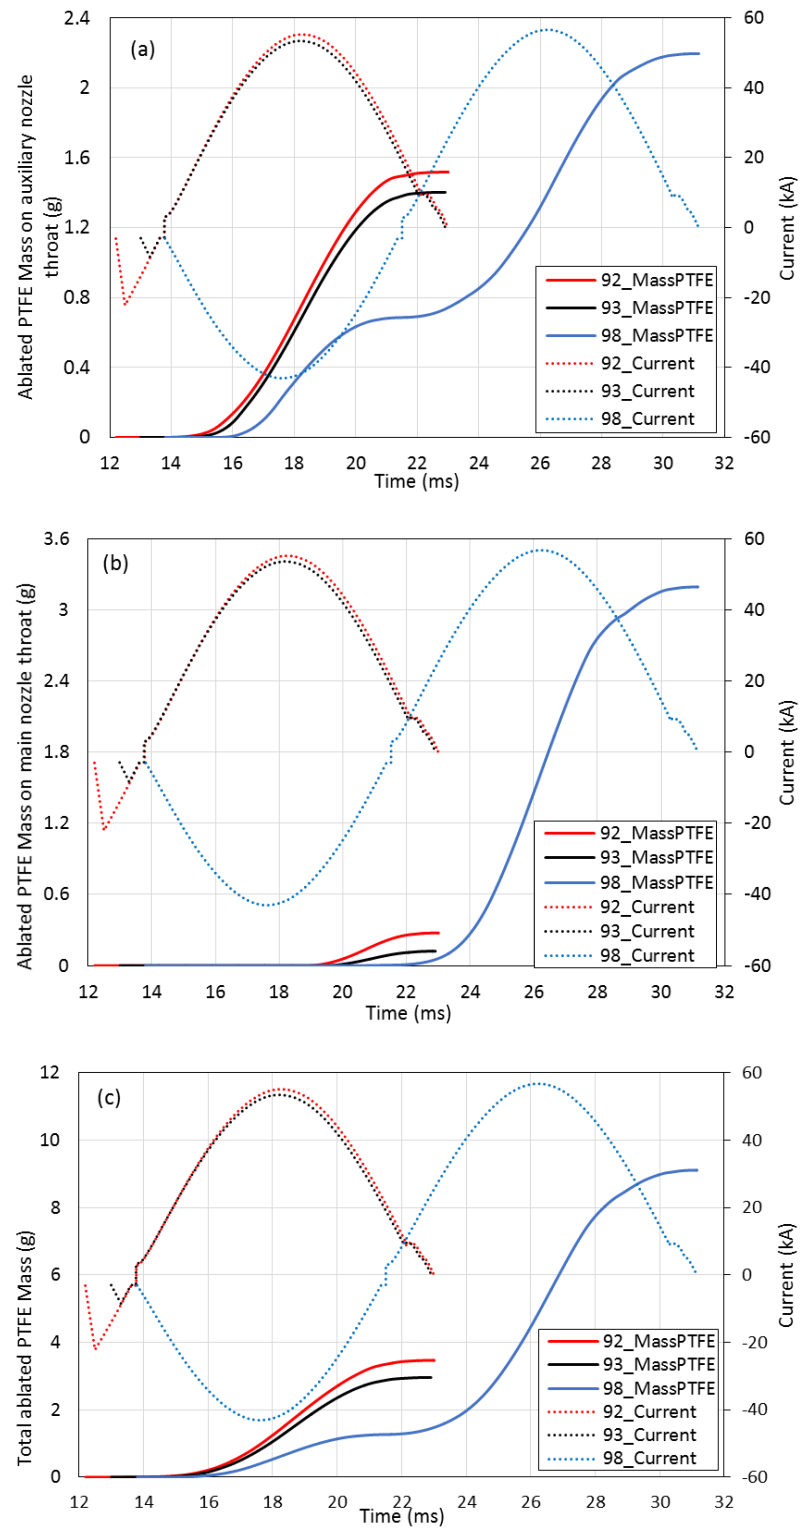 (a)
Ablated PTFE Mass on auxiliary nozzle
throat (g)
2.4
2
1.6
1.2
0.8
0.4
0
60
40
20
0
-20
-40
-60
Current (kA)
92_MassPTFE
93_MassPTFE
98_MassPTFE
92_Current
93_Current
98_Current
12 14 16 18 20 22 24 26 28 30 32
Time (ms)
(b)
Ablated PTFE Mass on main nozzle throat (g)
3.6
3
2.4
1.8
1.2
0.6
0
60
40
20
0
-20
-40
-60
Current (kA)
92_MassPTFE
93_MassPTFE
98_MassPTFE
92_Current
93_Current
98_Current
12 14 16 18 20 22 24 26 28 30 32
Time (ms)
(c)
Total ablated PTFE Mass (g)
12
10
8
6
4
2
0
60
40
20
0
-20
-40
-60
Current (kA)
92_MassPTFE
93_MassPTFE
98_MassPTFE
92_Current
93_Current
98_Current
12 14 16 18 20 22 24 26 28 30 32
Time (ms)